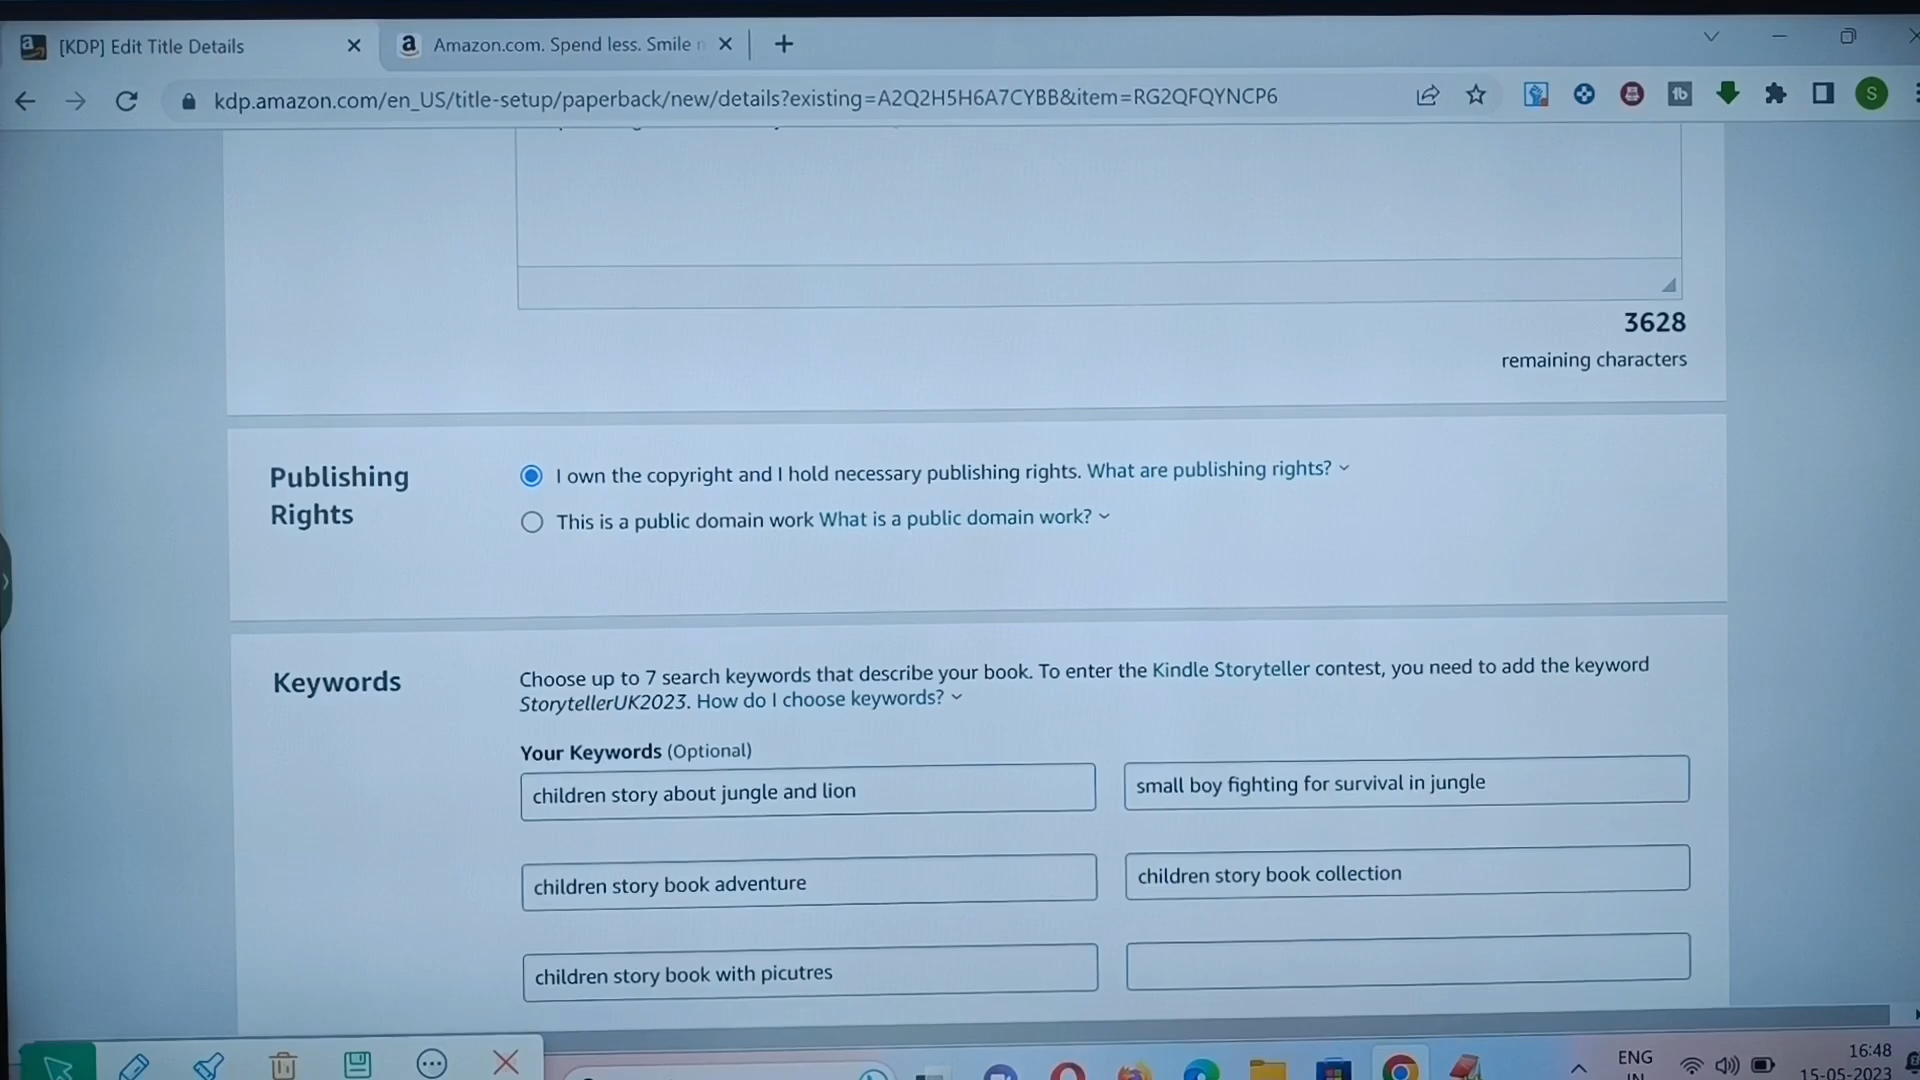 [KDP] Edit Title Details
Amazon.com. Spend less. Smile
kdp.amazon.com/en_US/title-setup/paperback/new/details?existing=A2Q2H5H6A7CYBB&item=RG2QFQYNCP6
S
3628
remaining characters
Publishing Rights
I own the copyright and I hold necessary publishing rights. What are publishing rights?
This is a public domain work What is a public domain work?
Keywords
Choose up to 7 search keywords that describe your book. To enter the Kindle Storyteller contest, you need to add the keyword
StorytellerUK2023. How do I choose keywords?
Your Keywords (Optional)
children story about jungle and lion
small boy fighting for survival in jungle
children story book adventure
children story book collection
children story book with picutres
ENG
IN
16:48
15-05-2023